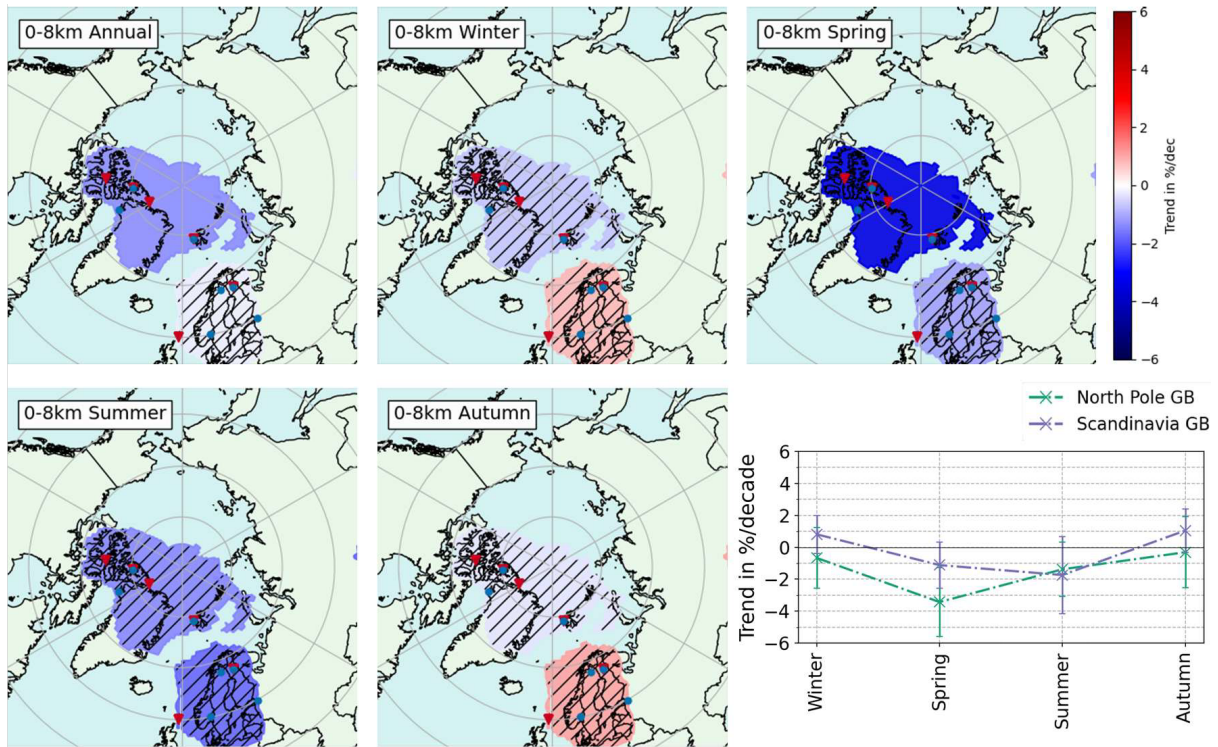 0-8km Annual
0-8km Winter
0-8km Spring
6
4
2
0
−2
−4
−6
Trend in %/dec
0-8km Summer
0-8km Autumn
North Pole GB
Scandinavia GB
6
4
2
0
−2
−4
−6
Trend in %/decade
Winter
Spring
Summer
Autumn